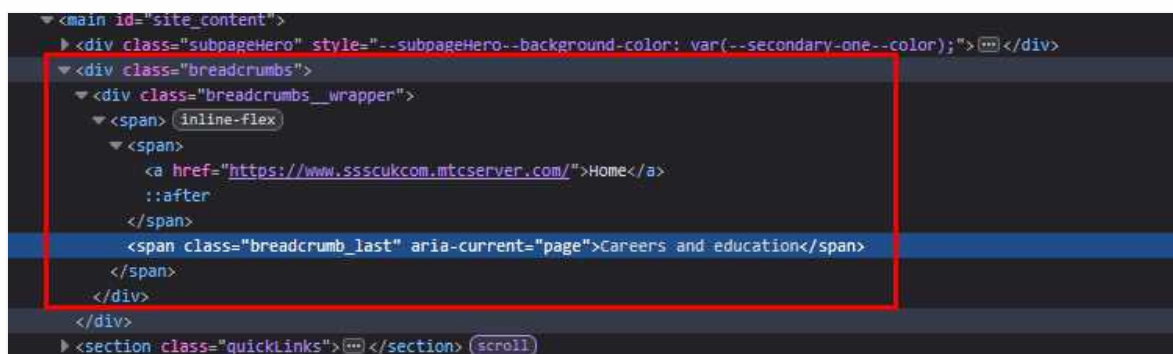 <main id="site_content">
<div class="subpageHero" style="--subpageHero--background-color: var(--secondary-one--color);">⋯</div>
<div class="breadcrumbs">
<div class="breadcrumbs__wrapper">
<span> inline-flex
<span>
<a href="https://www.ssscukcom.mtcserver.com/">Home</a>
::after
</span>
<span class="breadcrumb_last" aria-current="page">Careers and education</span>
</span>
</div>
</div>
<section class="quickLinks">⋯</section> scroll